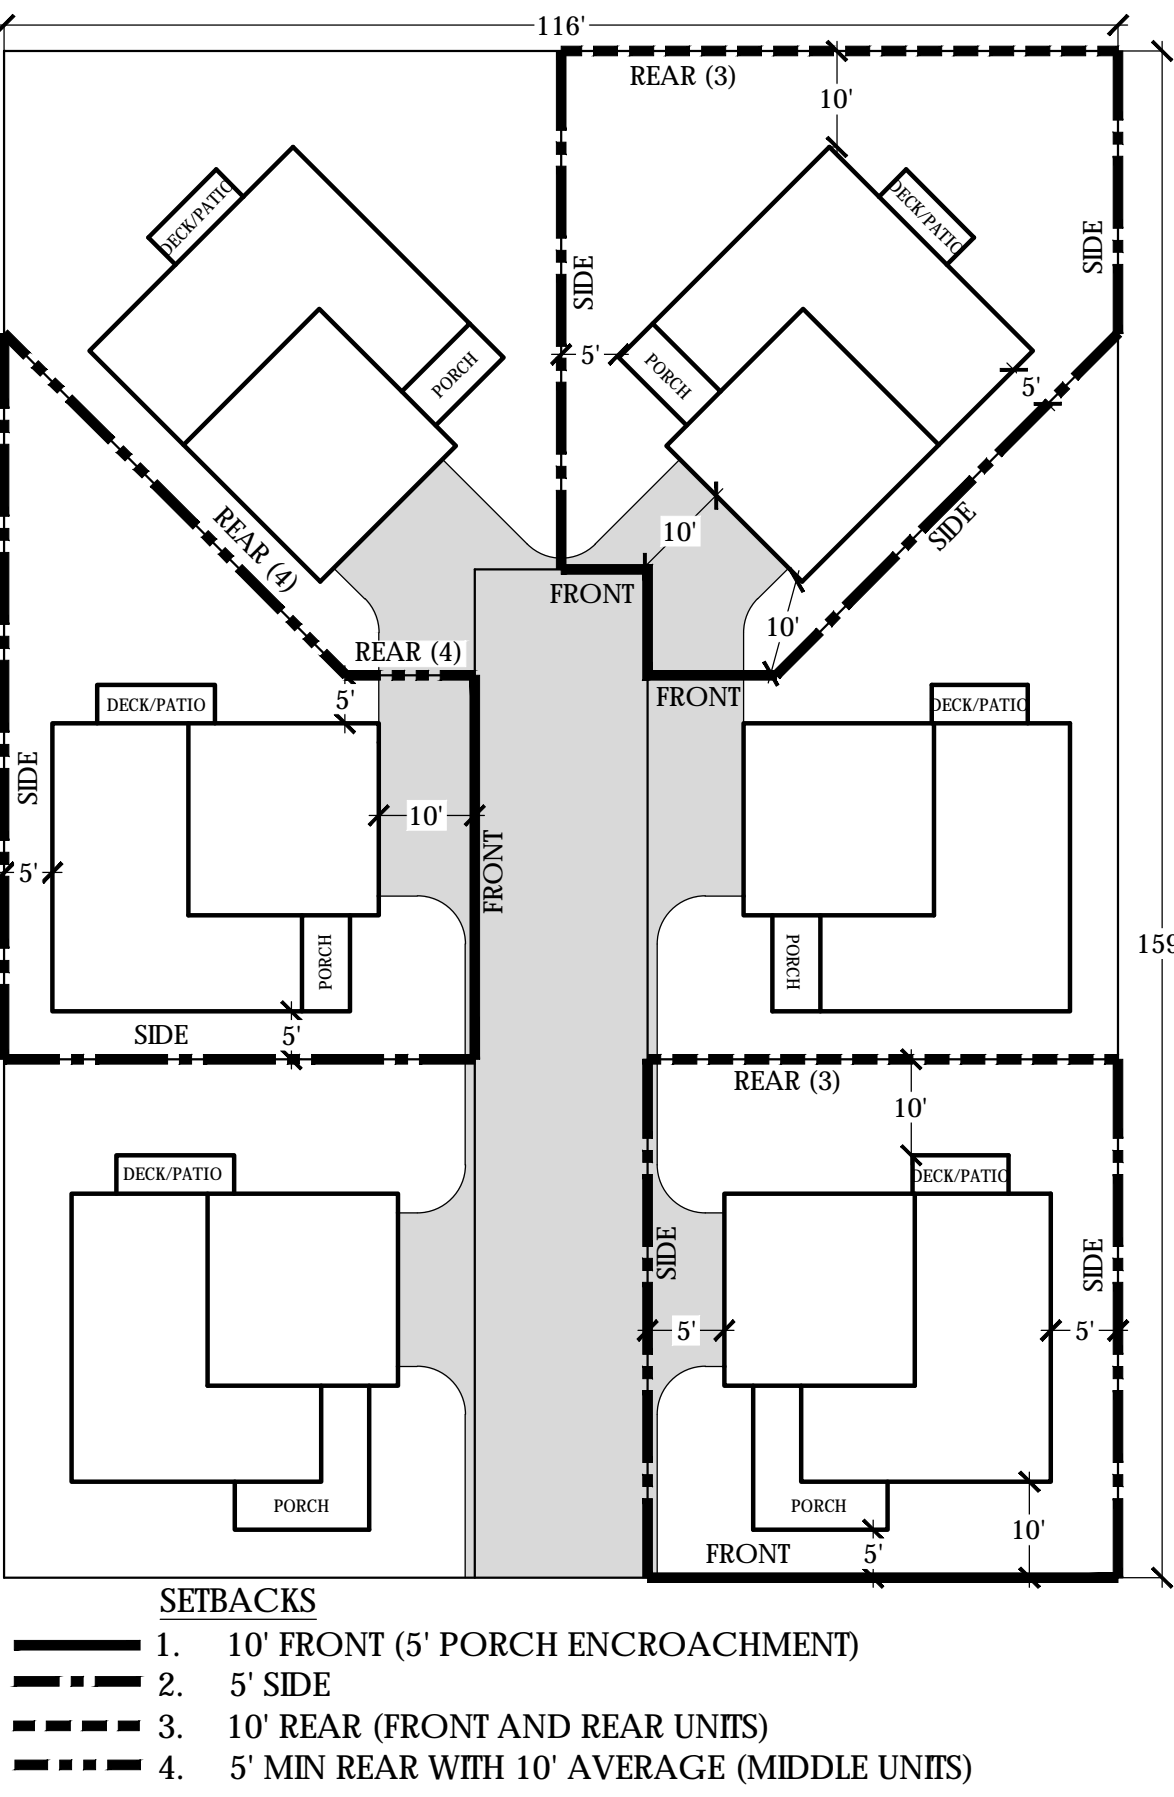 116'
REAR (3)
10'
DECK/PATIO
DECK/PATIO
SIDE
SIDE
5'
PORCH
PORCH
5'
REAR (4)
10'
SIDE
FRONT
10'
REAR (4)
FRONT
5'
DECK/PATIO
DECK/PATIO
SIDE
10'
FRONT
5'
PORCH
PORCH
159
SIDE
5'
REAR (3)
10'
DECK/PATIO
DECK/PATIO
SIDE
SIDE
5'
5'
PORCH
PORCH
10'
FRONT
5'
SETBACKS
1. 10' FRONT (5' PORCH ENCROACHMENT)
2. 5' SIDE
3. 10' REAR (FRONT AND REAR UNITS)
4. 5' MIN REAR WITH 10' AVERAGE (MIDDLE UNITS)